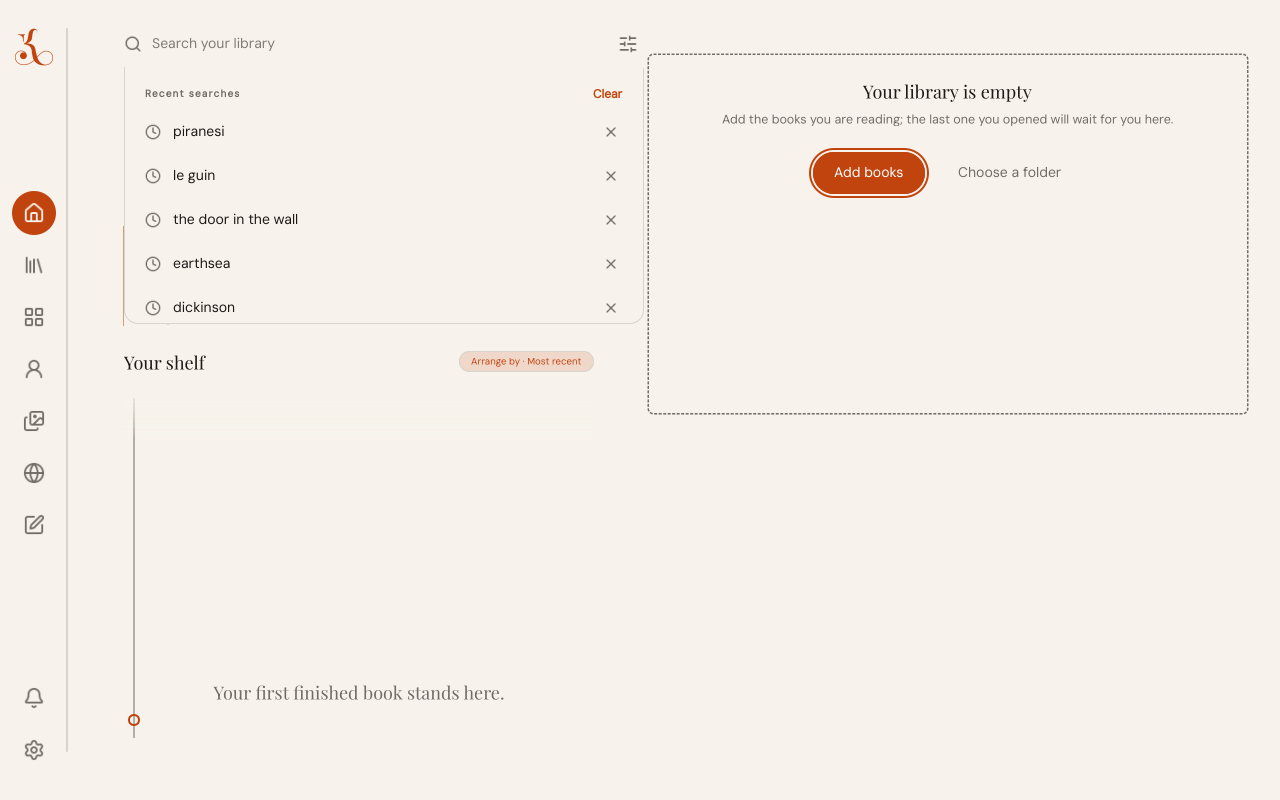 Search your library
Recent searches
Clear
piranesi
le guin
the door in the wall
earthsea
dickinson
Your library is empty
Add the books you are reading; the last one you opened will wait for you here.
Add books
Choose a folder
Your shelf
Arrange by · Most recent
Your first finished book stands here.